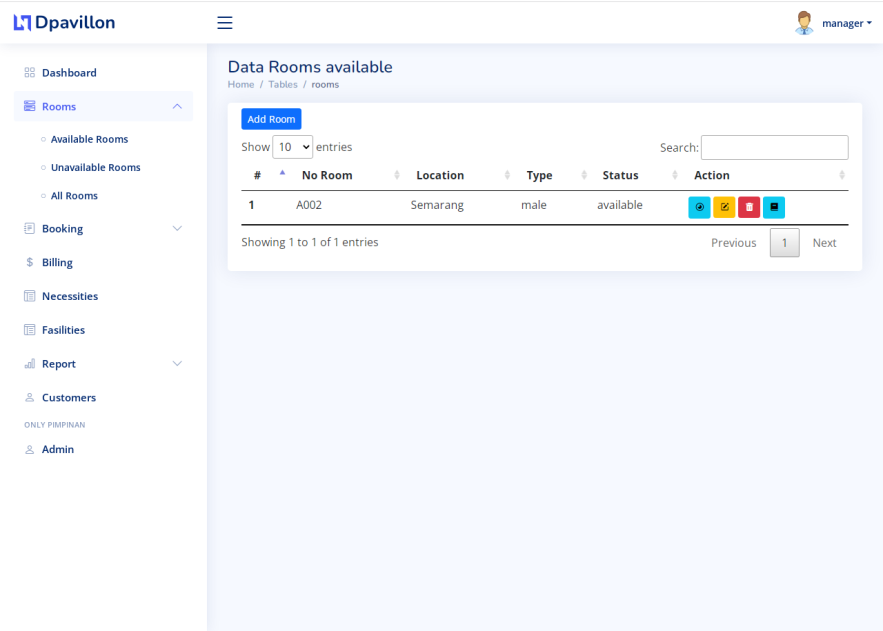 Dpavillon
manager
Dashboard
Rooms
Available Rooms
Unavailable Rooms
All Rooms
Booking
Billing
Necessities
Fasilities
Report
Customers
ONLY PIMPINAN
Admin
Data Rooms available
Home / Tables / rooms
Add Room
Show 10 entries
Search:
# No Room Location Type Status Action
1 A002 Semarang male available
Showing 1 to 1 of 1 entries
Previous 1 Next